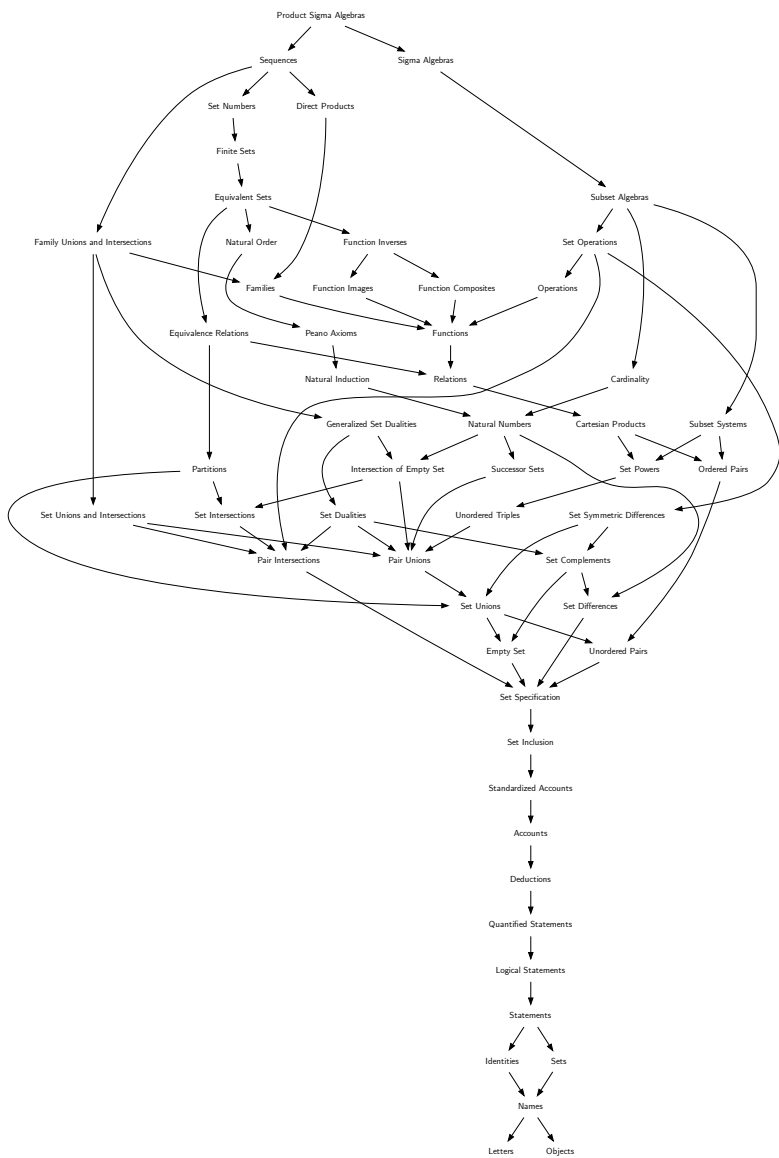 Product Sigma Algebras
Sequences
Sigma Algebras
Set Numbers
Direct Products
Finite Sets
Equivalent Sets
Subset Algebras
Family Unions and Intersections
Natural Order
Function Inverses
Set Operations
Families
Function Images
Function Composites
Operations
Equivalence Relations
Peano Axioms
Functions
Natural Induction
Relations
Cardinality
Generalized Set Dualities
Natural Numbers
Cartesian Products
Subset Systems
Partitions
Intersection of Empty Set
Successor Sets
Set Powers
Ordered Pairs
Set Unions and Intersections
Set Intersections
Set Dualities
Unordered Triples
Set Symmetric Differences
Pair Intersections
Pair Unions
Set Complements
Set Unions
Set Differences
Empty Set
Unordered Pairs
Set Specification
Set Inclusion
Standardized Accounts
Accounts
Deductions
Quantified Statements
Logical Statements
Statements
Identities
Sets
Names
Letters
Objects